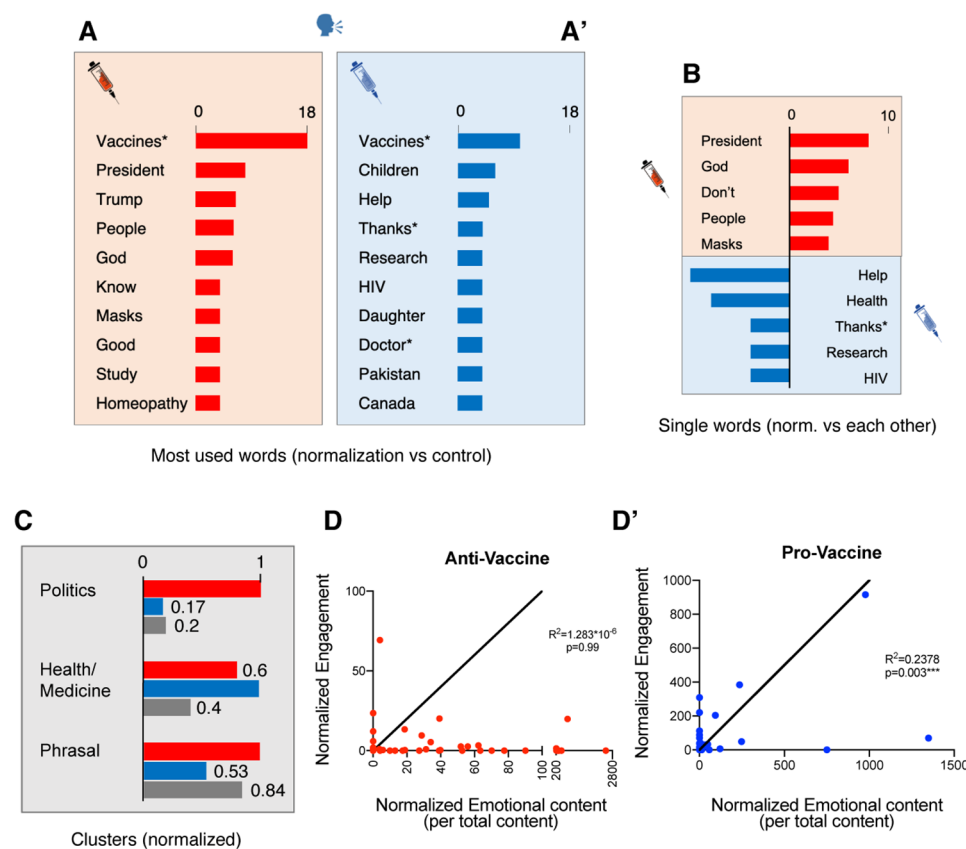 A
A'
0
18
Vaccines*
President
Trump
People
God
Know
Masks
Good
Study
Homeopathy
0
18
Vaccines*
Children
Help
Thanks*
Research
HIV
Daughter
Doctor*
Pakistan
Canada
Most used words (normalization vs control)
B
0
10
President
God
Don't
People
Masks
Help
Health
Thanks*
Research
HIV
Single words (norm. vs each other)
C
0
1
Politics
0.17
0.2
Health/
Medicine
0.6
0.4
Phrasal
0.53
0.84
Clusters (normalized)
D
Anti-Vaccine
Normalized Engagement
100
50
0
R²=1.283*10⁻⁶
p=0.99
0
20
40
60
80
100
1200
2800
Normalized Emotional content
(per total content)
D'
Pro-Vaccine
Normalized Engagement
1000
800
600
400
200
0
R²=0.2378
p=0.003***
0
500
1000
1500
Normalized Emotional content
(per total content)